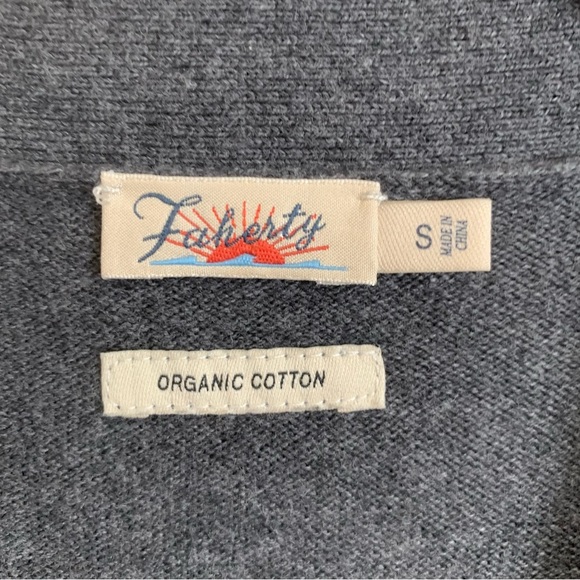 Faherty
S
MADE IN
CHINA
ORGANIC COTTON